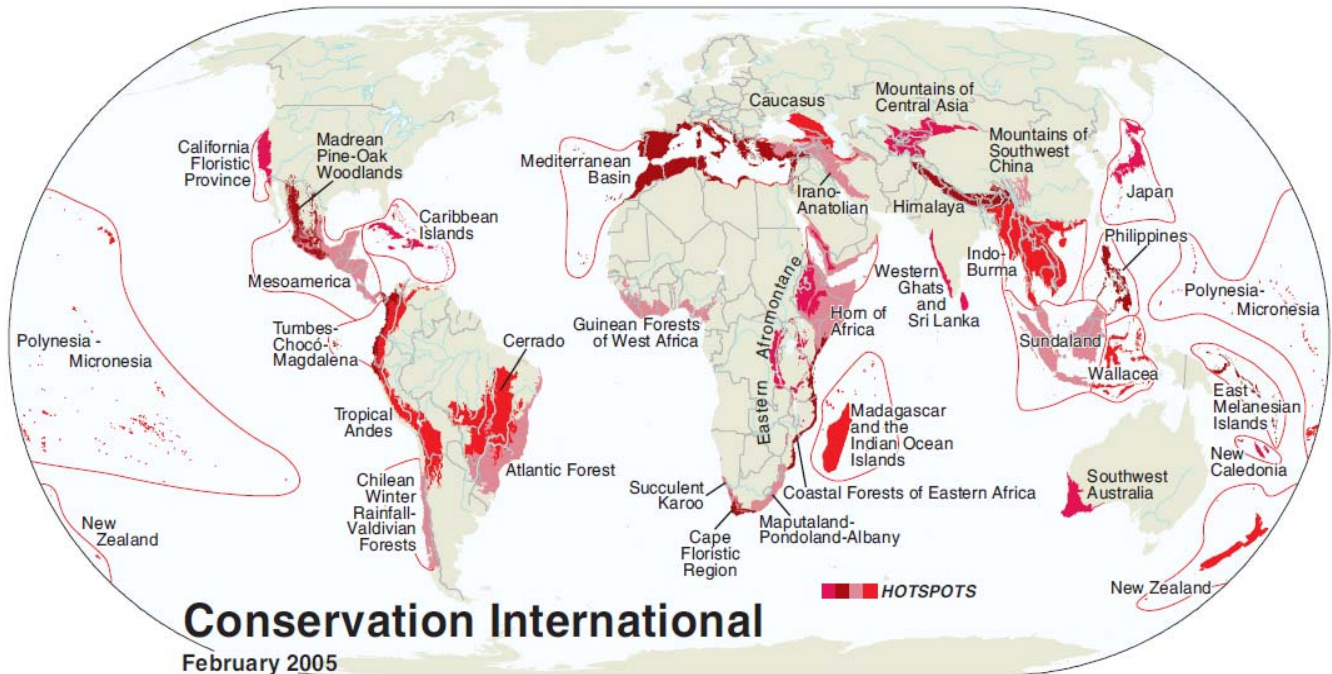 California
Floristic
Province
Madrean
Pine-Oak
Woodlands
Caribbean
Islands
Mesoamerica
Polynesia -
Micronesia
Tumbes-
Chocó-
Magdalena
Cerrado
Tropical
Andes
Atlantic Forest
Chilean
Winter
Rainfall-
Valdivian
Forests
New
Zealand
Mediterranean
Basin
Caucasus
Mountains of
Central Asia
Mountains of
Southwest
China
Irano-
Anatolian
Himalaya
Japan
Philippines
Indo-
Burma
Western
Ghats
and
Sri Lanka
Guinean Forests
of West Africa
Eastern Afromontane
Horn of
Africa
Sundaland
Wallacea
Polynesia-
Micronesia
East
Melanesian
Islands
New
Caledonia
Madagascar
and the
Indian Ocean
Islands
Coastal Forests of Eastern Africa
Succulent
Karoo
Maputaland-
Pondoland-Albany
Cape
Floristic
Region
Southwest
Australia
New Zealand
HOTSPOTS
Conservation International
February 2005